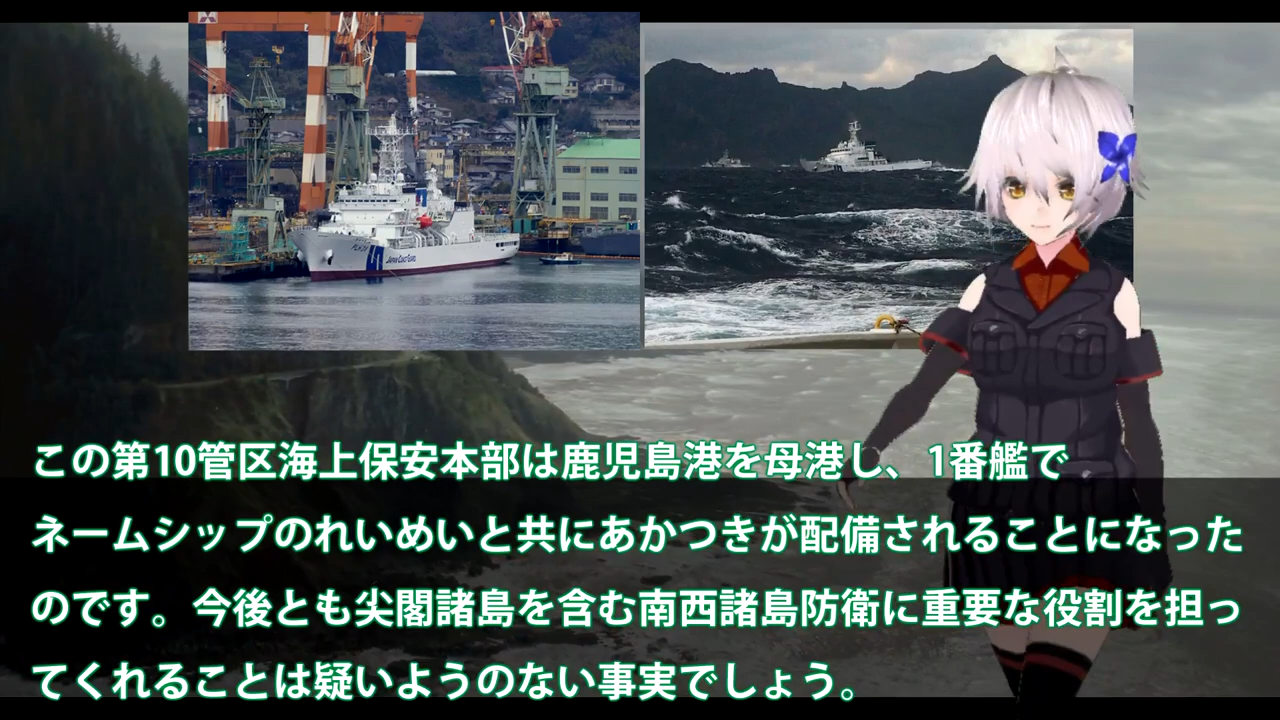 JAPAN COAST GUARD
この第10管区海上保安本部は鹿児島港を母港し、1番艦で
ネームシップのれいめいと共にあかつきが配備されることになった
のです。今後とも尖閣諸島を含む南西諸島防衛に重要な役割を担っ
てくれることは疑いようのない事実でしょう。